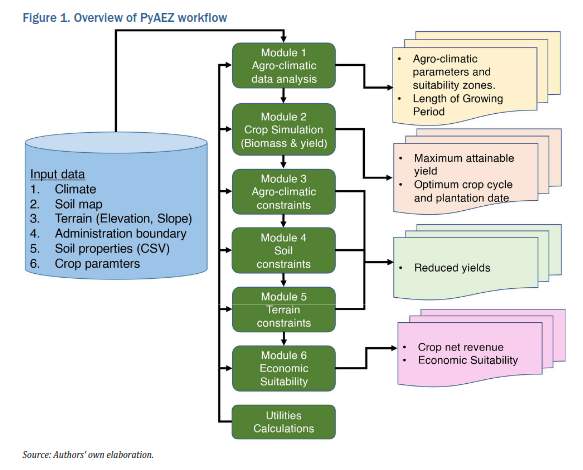 Figure 1. Overview of PyAEZ workflow
Input data
1. Climate
2. Soil map
3. Terrain (Elevation, Slope)
4. Administration boundary
5. Soil properties (CSV)
6. Crop paramters
Module 1
Agro-climatic
data analysis
Module 2
Crop Simulation
(Biomass & yield)
Module 3
Agro-climatic
constraints
Module 4
Soil
constraints
Module 5
Terrain
constraints
Module 6
Economic
Suitability
Utilities
Calculations
• Agro-climatic
parameters and
suitability zones.
• Length of Growing
Period
• Maximum attainable
yield
• Optimum crop cycle
and plantation date
• Reduced yields
• Crop net revenue
• Economic Suitability
Source: Authors' own elaboration.